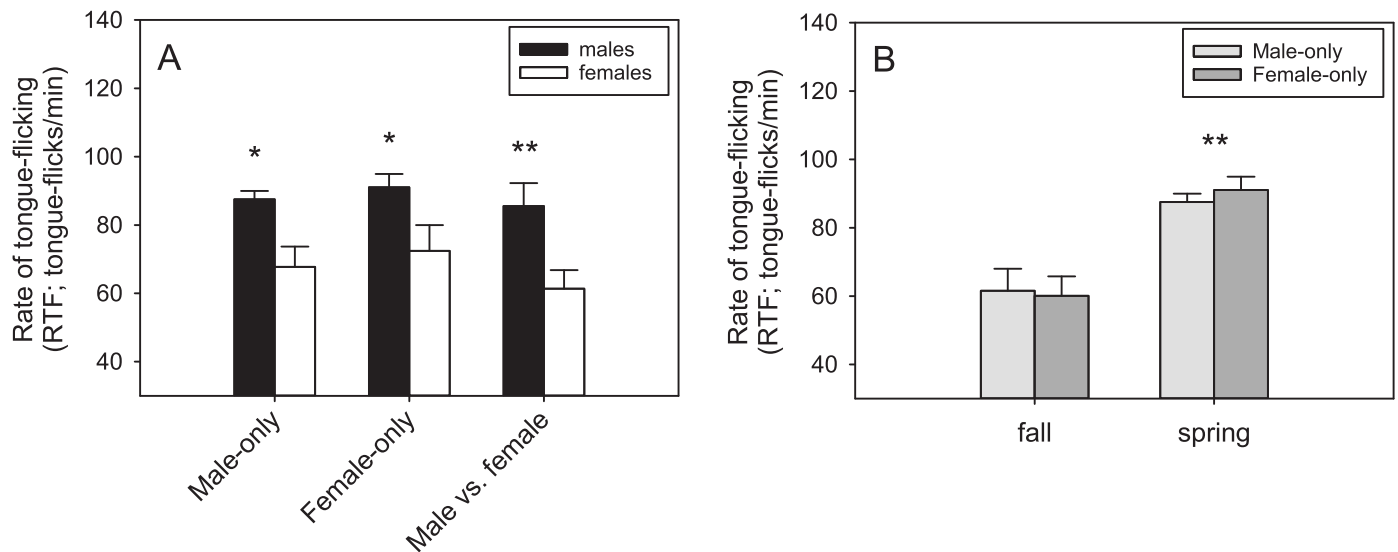 Rate of tongue-flicking
(RTF; tongue-flicks/min)
140
120
100
80
60
40
A
males
females
*
*
**
Male-only
Female-only
Male vs. female
Rate of tongue-flicking
(RTF; tongue-flicks/min)
140
120
100
80
60
40
B
Male-only
Female-only
**
fall
spring